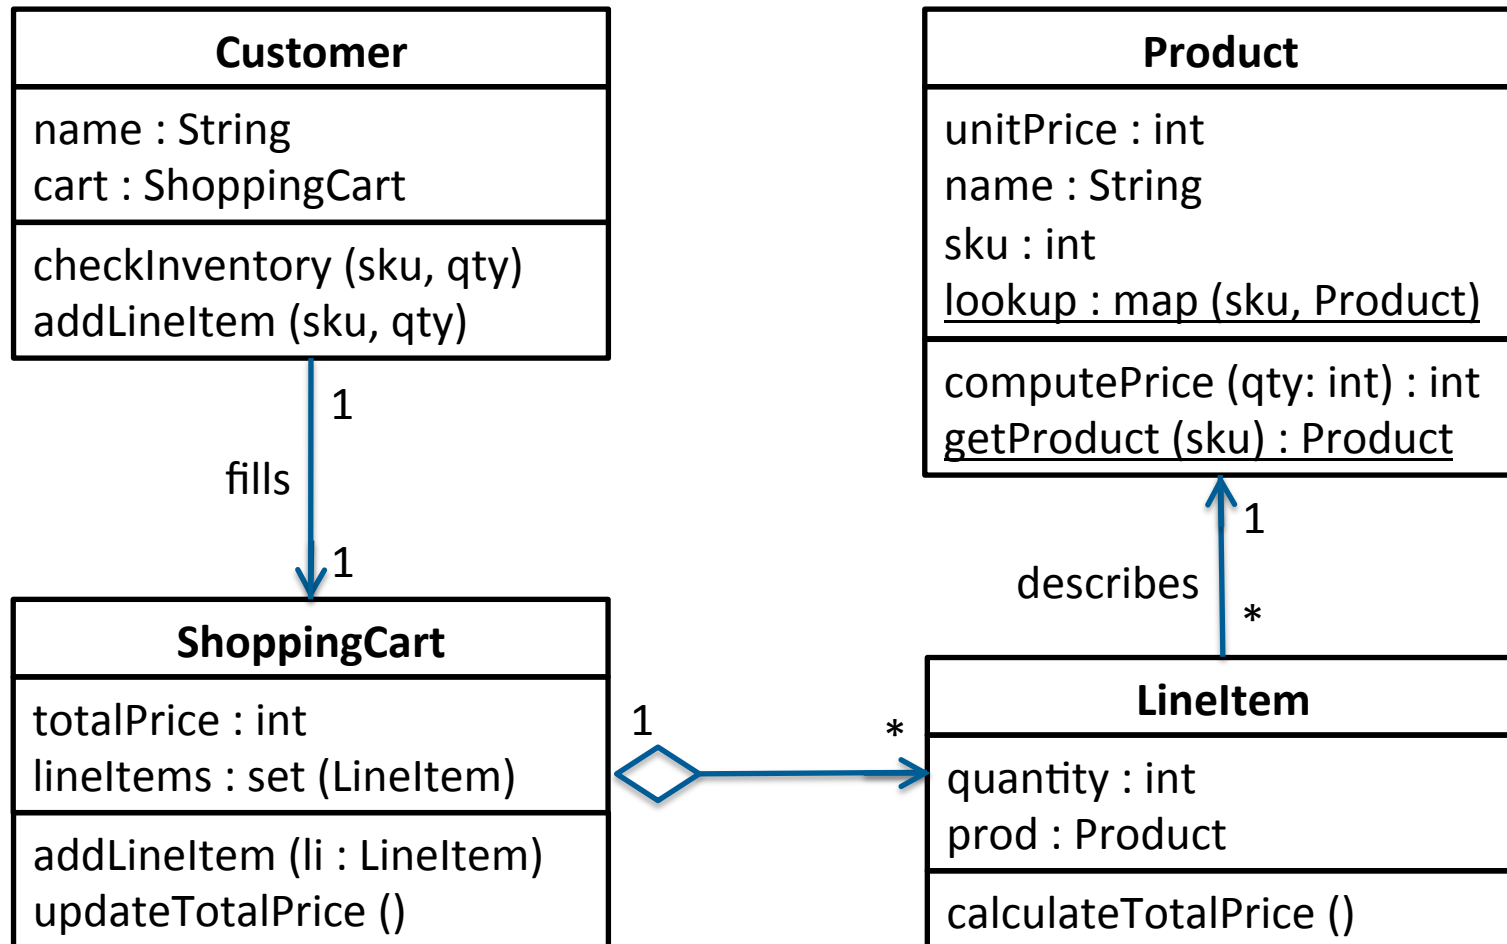 Customer
name : String
cart : ShoppingCart
checkInventory (sku, qty)
addLineItem (sku, qty)
1
fills
1
ShoppingCart
totalPrice : int
lineItems : set (LineItem)
addLineItem (li : LineItem)
updateTotalPrice ()
1
*
Product
unitPrice : int
name : String
sku : int
lookup : map (sku, Product)
computePrice (qty: int) : int
getProduct (sku) : Product
1
describes
*
LineItem
quantity : int
prod : Product
calculateTotalPrice ()